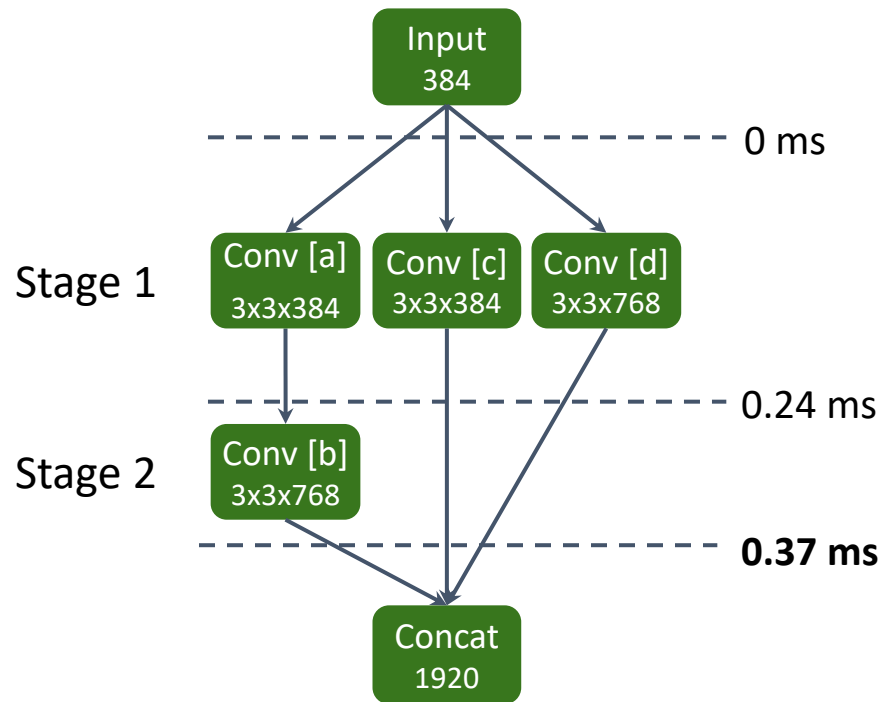 Input
384
0 ms
Stage 1
Conv [a]
3x3x384
Conv [c]
3x3x384
Conv [d]
3x3x768
0.24 ms
Stage 2
Conv [b]
3x3x768
0.37 ms
Concat
1920